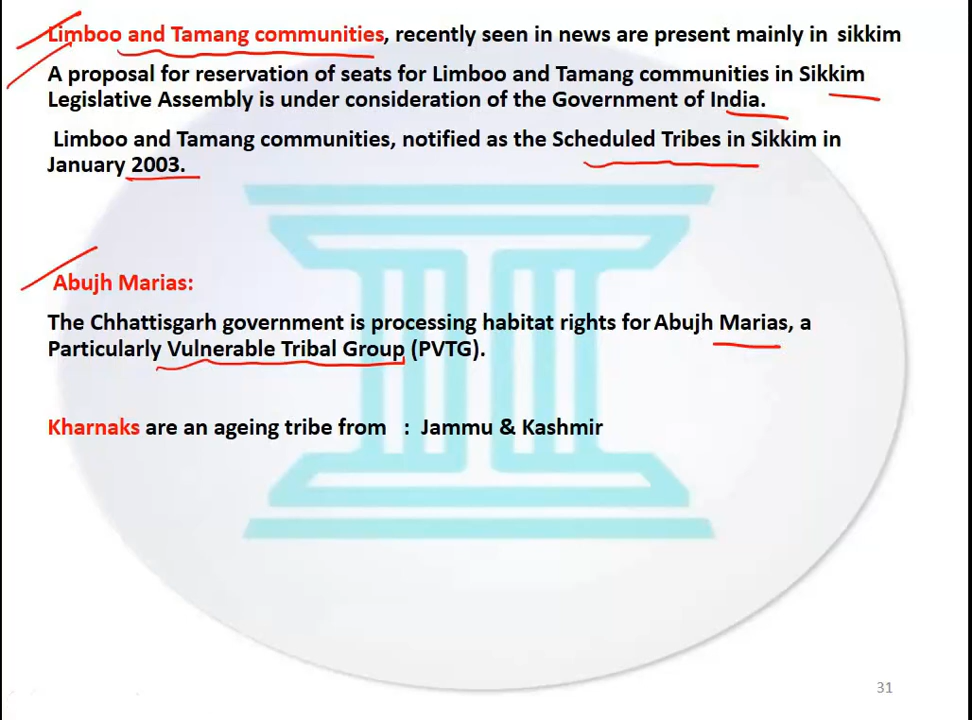 Limboo and Tamang communities, recently seen in news are present mainly in sikkim
A proposal for reservation of seats for Limboo and Tamang communities in Sikkim
Legislative Assembly is under consideration of the Government of India.
Limboo and Tamang communities, notified as the Scheduled Tribes in Sikkim in
January 2003.
Abujh Marias:
The Chhattisgarh government is processing habitat rights for Abujh Marias, a
Particularly Vulnerable Tribal Group (PVTG).
Kharnaks are an ageing tribe from : Jammu & Kashmir
31